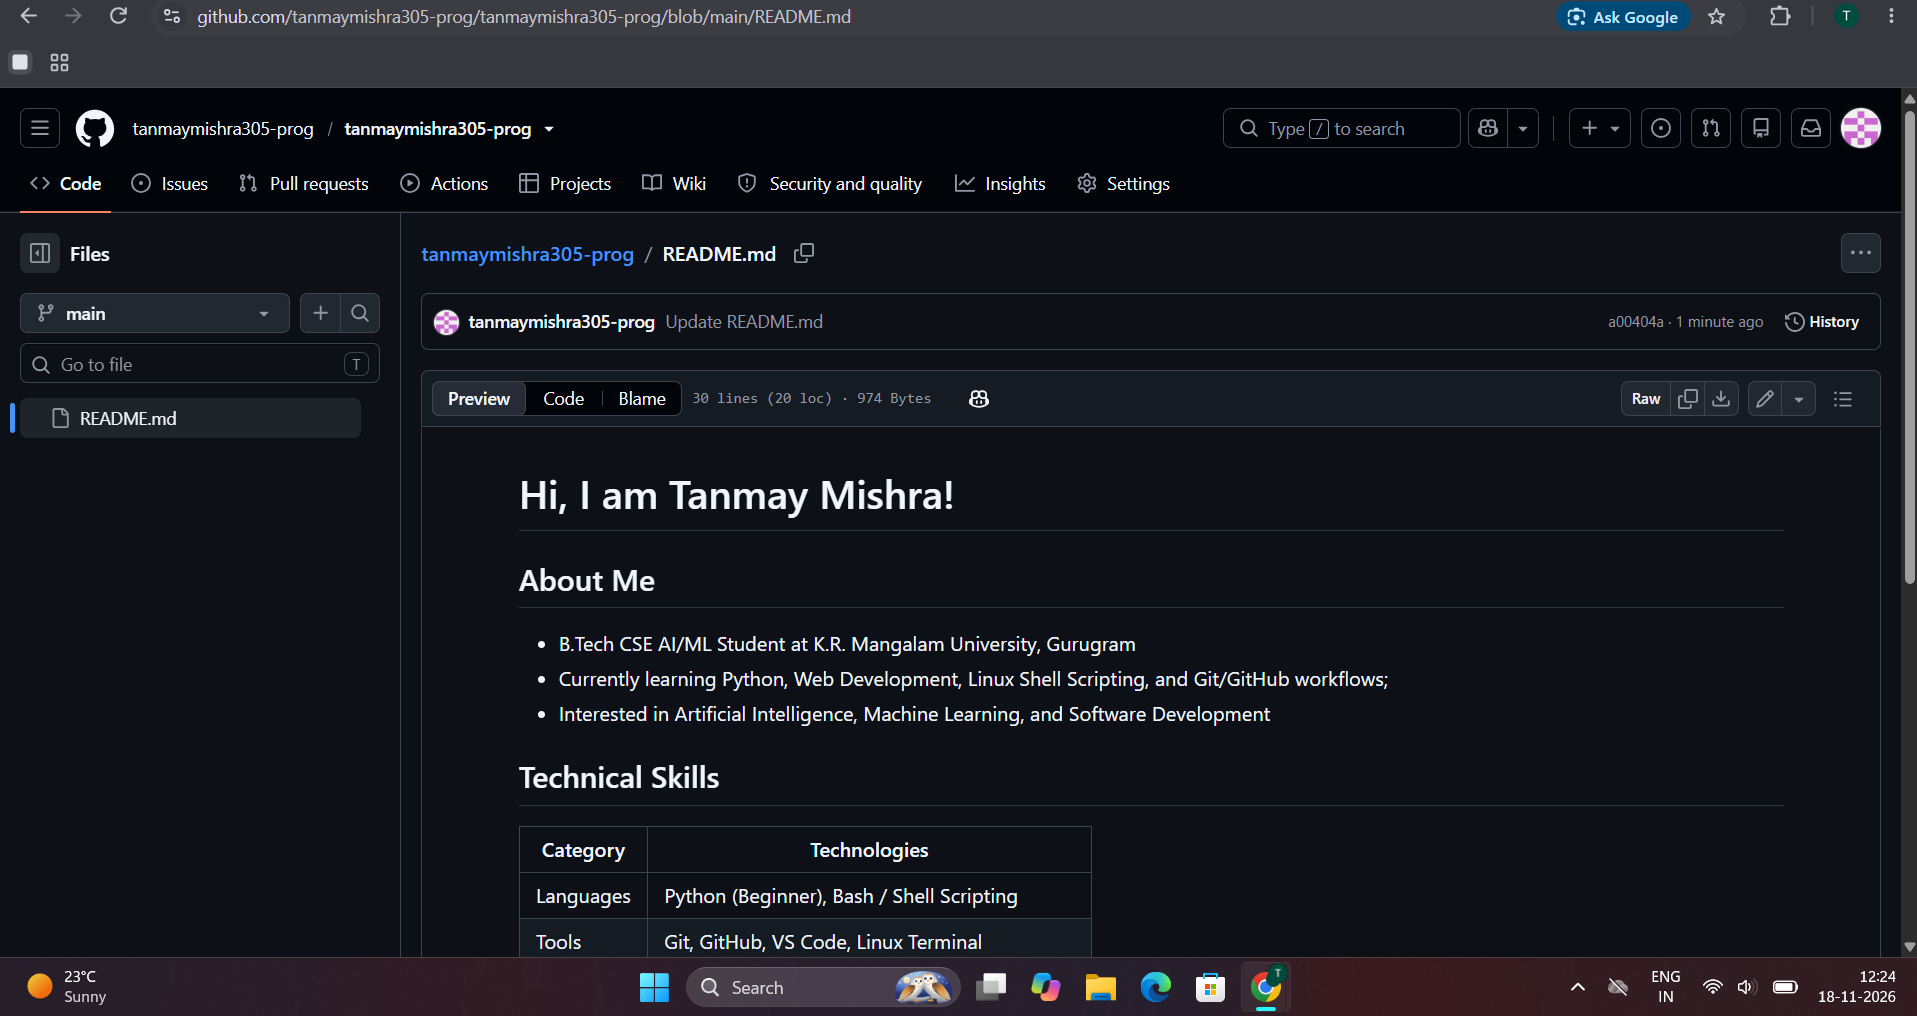 github.com/tanmaymishra305-prog/tanmaymishra305-prog/blob/main/README.md
Ask Google
T
tanmaymishra305-prog / tanmaymishra305-prog
Type / to search
Code
Issues
Pull requests
Actions
Projects
Wiki
Security and quality
Insights
Settings
Files
main
Go to file
T
README.md
tanmaymishra305-prog / README.md
tanmaymishra305-prog Update README.md
a00404a · 1 minute ago
History
Preview
Code
Blame
30 lines (20 loc) · 974 Bytes
Raw
Hi, I am Tanmay Mishra!
About Me
• B.Tech CSE AI/ML Student at K.R. Mangalam University, Gurugram
• Currently learning Python, Web Development, Linux Shell Scripting, and Git/GitHub workflows;
• Interested in Artificial Intelligence, Machine Learning, and Software Development
Technical Skills
Category Technologies
Languages Python (Beginner), Bash / Shell Scripting
Tools Git, GitHub, VS Code, Linux Terminal
23°C
Sunny
Search
T
ENG
IN
12:24
18-11-2026